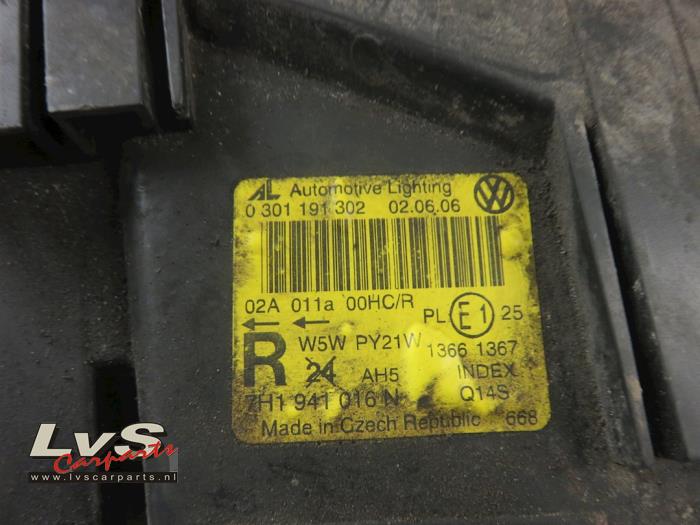 AL Automotive Lighting
0 301 191 302 02.06.06
02A 011a 00HC/R
PL E1 25
R W5W PY21W 1366 1367
24 AH5 INDEX
7H1 941 016 N Q14S
Made in Czech Republic 668
LvS
Carparts
www.lvscarparts.nl